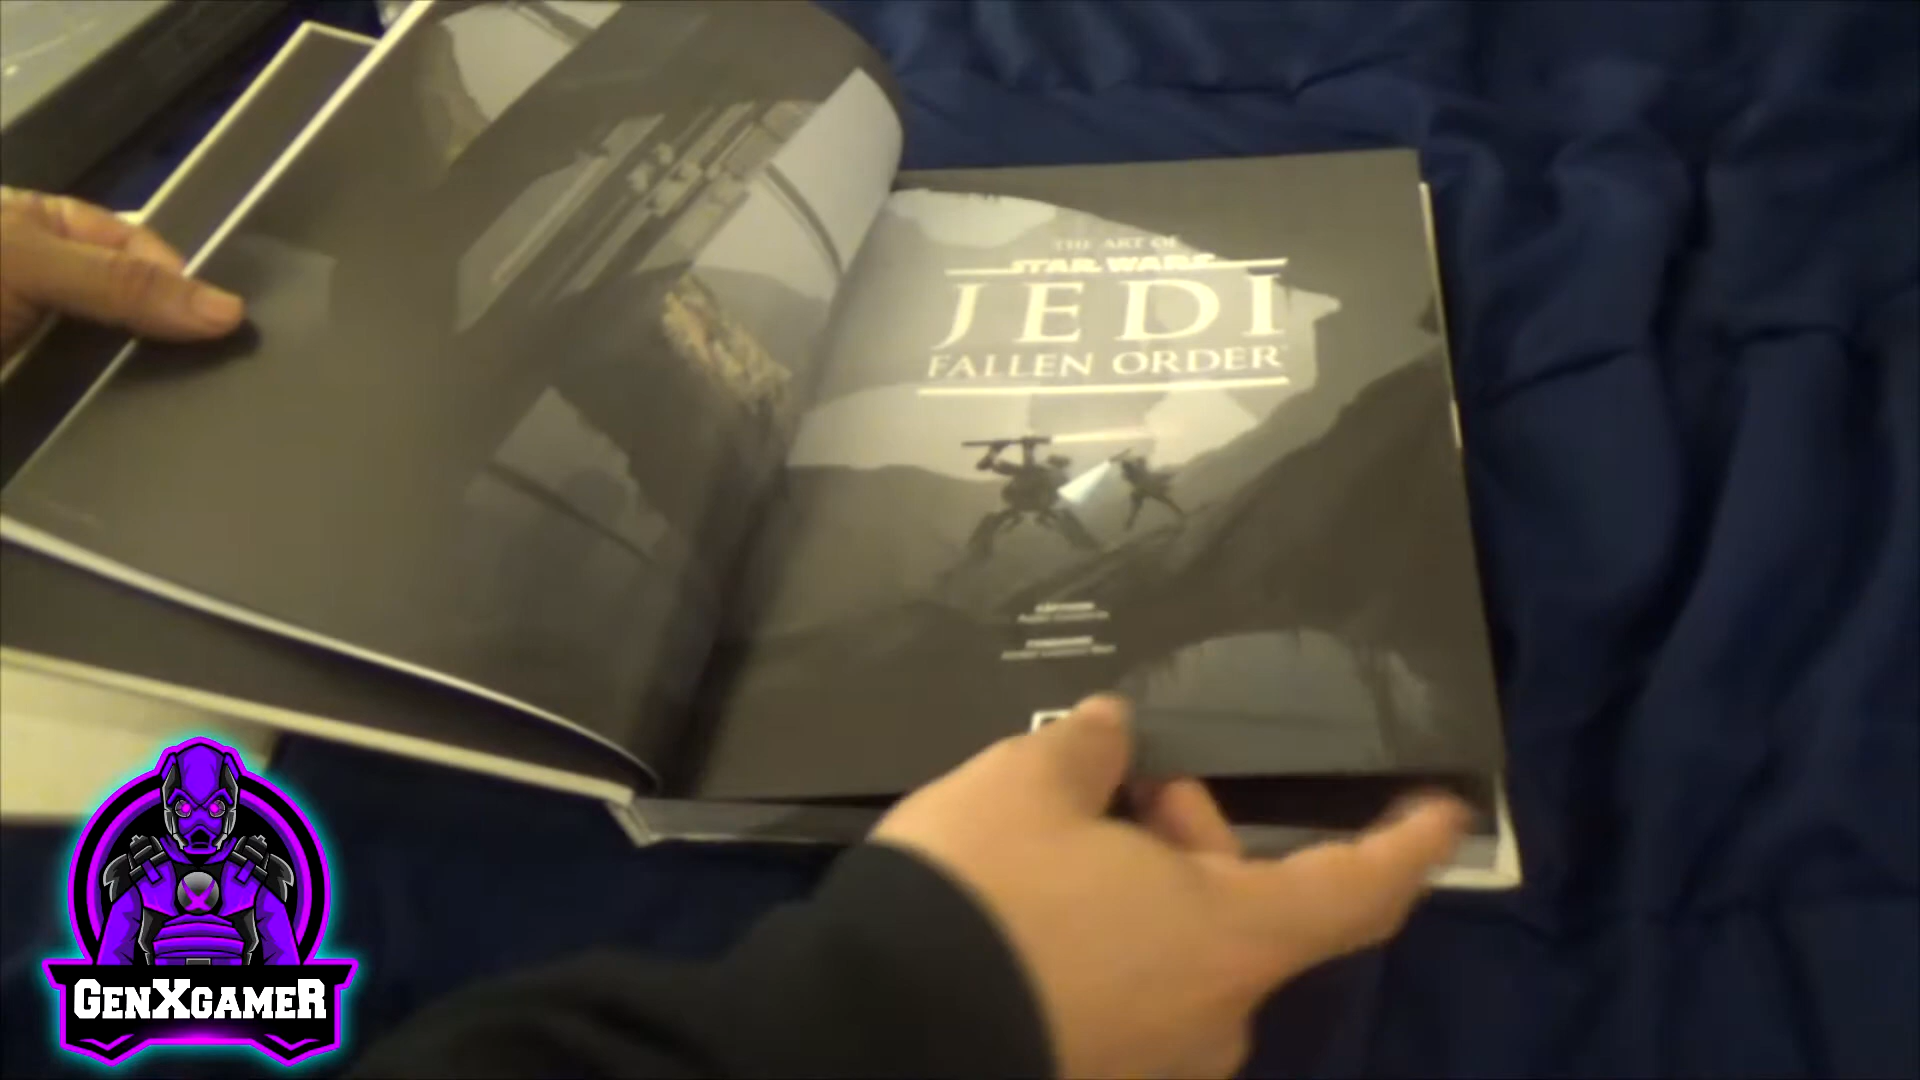 THE ART OF
STAR WARS
JEDI
FALLEN ORDER
GENXGAMER